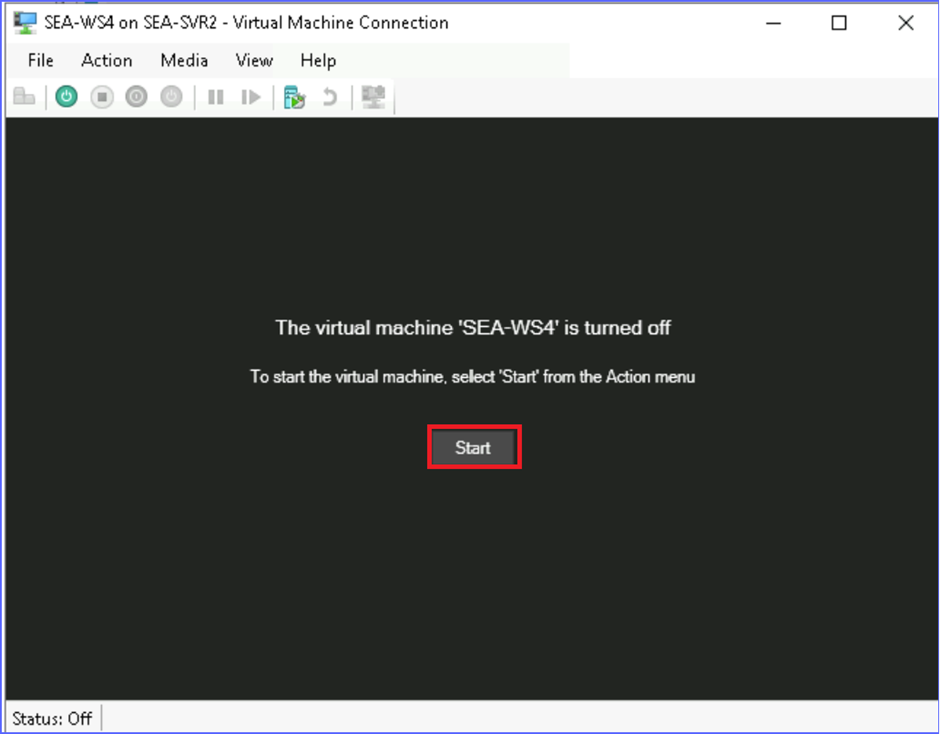 SEA-WS4 on SEA-SVR2 - Virtual Machine Connection
File Action Media View Help
The virtual machine 'SEA-WS4' is turned off
To start the virtual machine, select 'Start' from the Action menu
Start
Status: Off